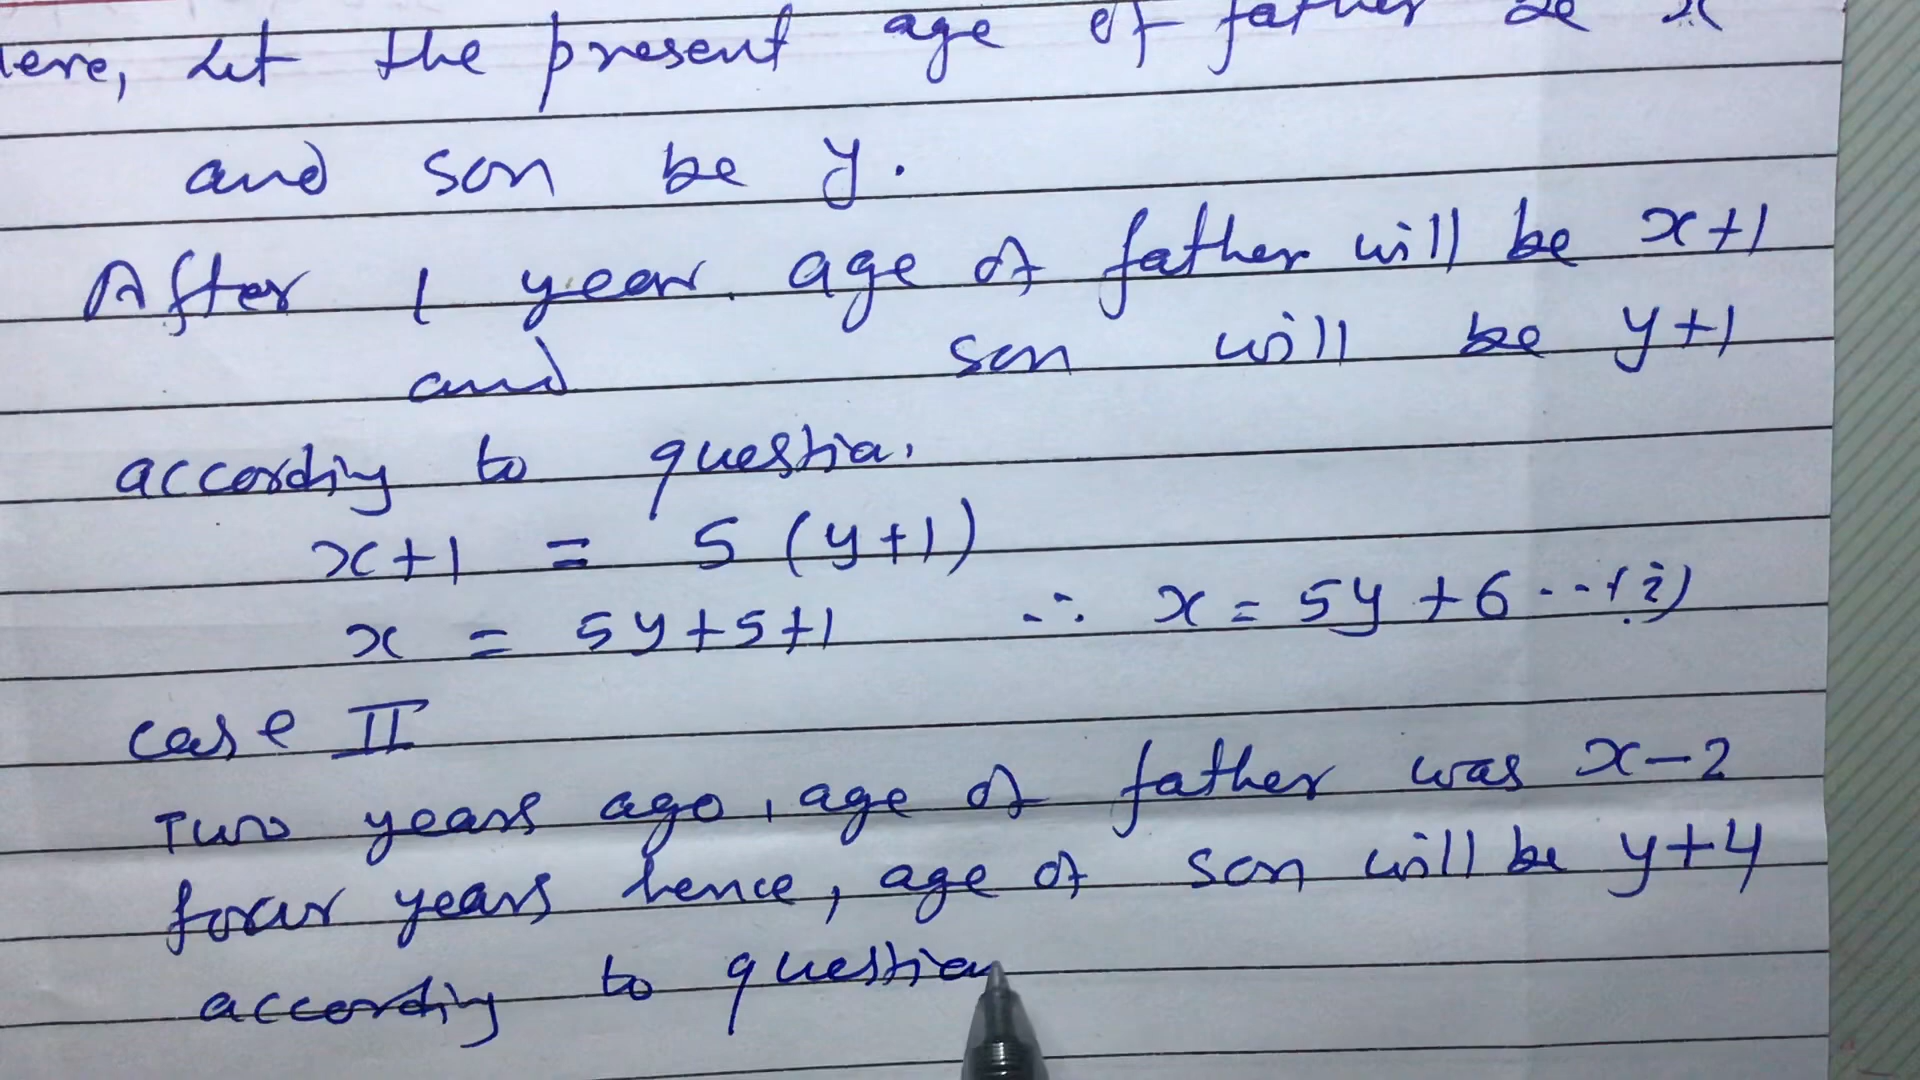 Here, Let the present age of father be x
and son be y.
After 1 year. age of father will be x+1
and son will be y+1
according to question.
x+1 = 5 (y+1)
x = 5y+5+1 ∴ x = 5y + 6 ...(i)
case II
Two years ago, age of father was x-2
four years hence, age of son will be y+4
according to question